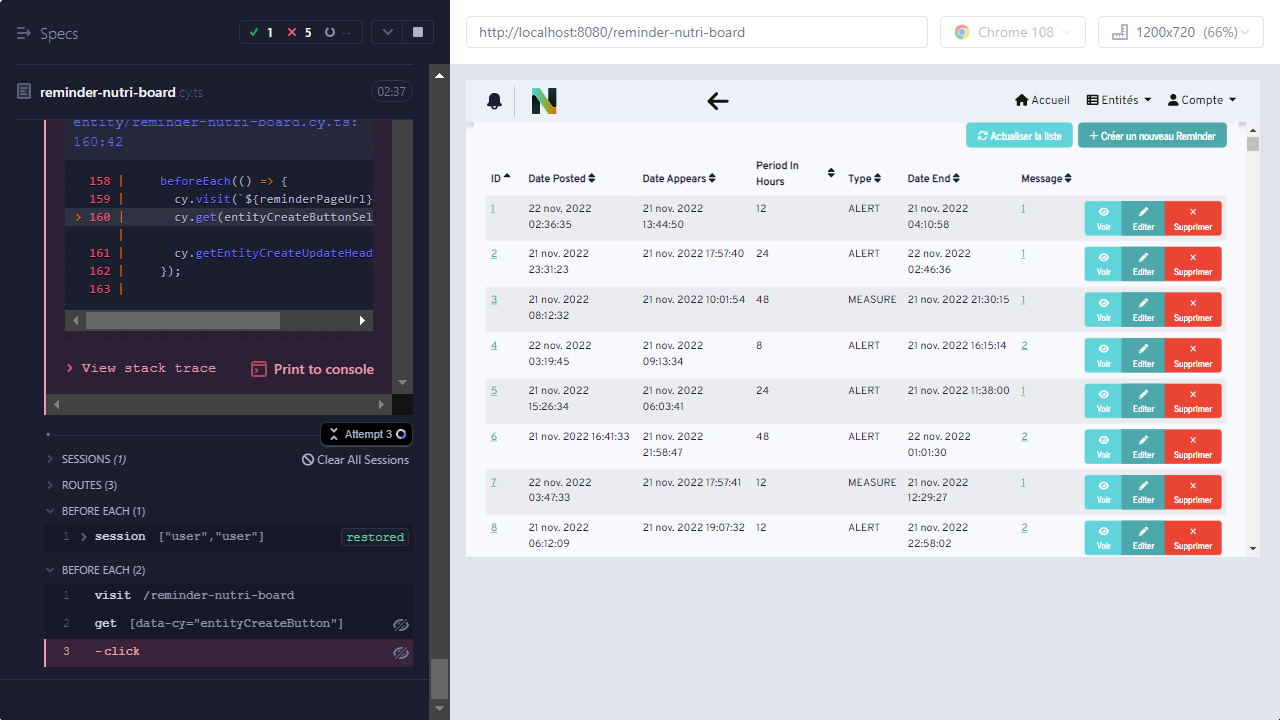 Specs
1
5
--
reminder-nutri-board.cy.ts
02:37
entity/reminder-nutri-board.cy.ts:
160:42
158 | beforeEach(() => {
159 | cy.visit(`${reminderPageUrl}
> 160 | cy.get(entityCreateButtonSel
|
161 | cy.getEntityCreateUpdateHead
162 | });
163 |
View stack trace
Print to console
Attempt 3
SESSIONS (1)
Clear All Sessions
ROUTES (3)
BEFORE EACH (1)
1 session ["user","user"] restored
BEFORE EACH (2)
1 visit /reminder-nutri-board
2 get [data-cy="entityCreateButton"]
3 -click
http://localhost:8080/reminder-nutri-board
Chrome 108
1200x720 (66%)
Accueil
Entités
Compte
Actualiser la liste
Créer un nouveau Reminder
ID Date Posted Date Appears Period In Hours Type Date End Message
1 22 nov. 2022 02:36:35 21 nov. 2022 13:44:50 12 ALERT 21 nov. 2022 04:10:58 1 Voir Editer Supprimer
2 21 nov. 2022 23:31:23 21 nov. 2022 17:57:40 24 ALERT 22 nov. 2022 02:46:36 1 Voir Editer Supprimer
3 21 nov. 2022 08:12:32 21 nov. 2022 10:01:54 48 MEASURE 21 nov. 2022 21:30:15 1 Voir Editer Supprimer
4 22 nov. 2022 03:19:45 21 nov. 2022 09:13:34 8 ALERT 21 nov. 2022 16:15:14 2 Voir Editer Supprimer
5 21 nov. 2022 15:26:34 21 nov. 2022 06:03:41 24 ALERT 21 nov. 2022 11:38:00 1 Voir Editer Supprimer
6 21 nov. 2022 16:41:33 21 nov. 2022 21:58:47 48 ALERT 22 nov. 2022 01:01:30 2 Voir Editer Supprimer
7 22 nov. 2022 03:47:33 21 nov. 2022 17:57:41 12 MEASURE 21 nov. 2022 12:29:27 1 Voir Editer Supprimer
8 21 nov. 2022 06:12:09 21 nov. 2022 19:07:32 12 ALERT 21 nov. 2022 22:58:02 2 Voir Editer Supprimer